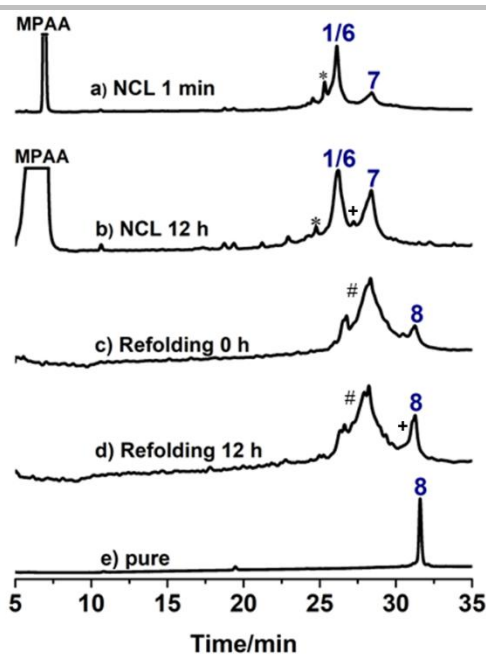 MPAA
1/6
a) NCL 1 min
*
7
MPAA
1/6
b) NCL 12 h
*
+
7
c) Refolding 0 h
#
8
d) Refolding 12 h
#
+
8
e) pure
8
5 10 15 20 25 30 35
Time/min